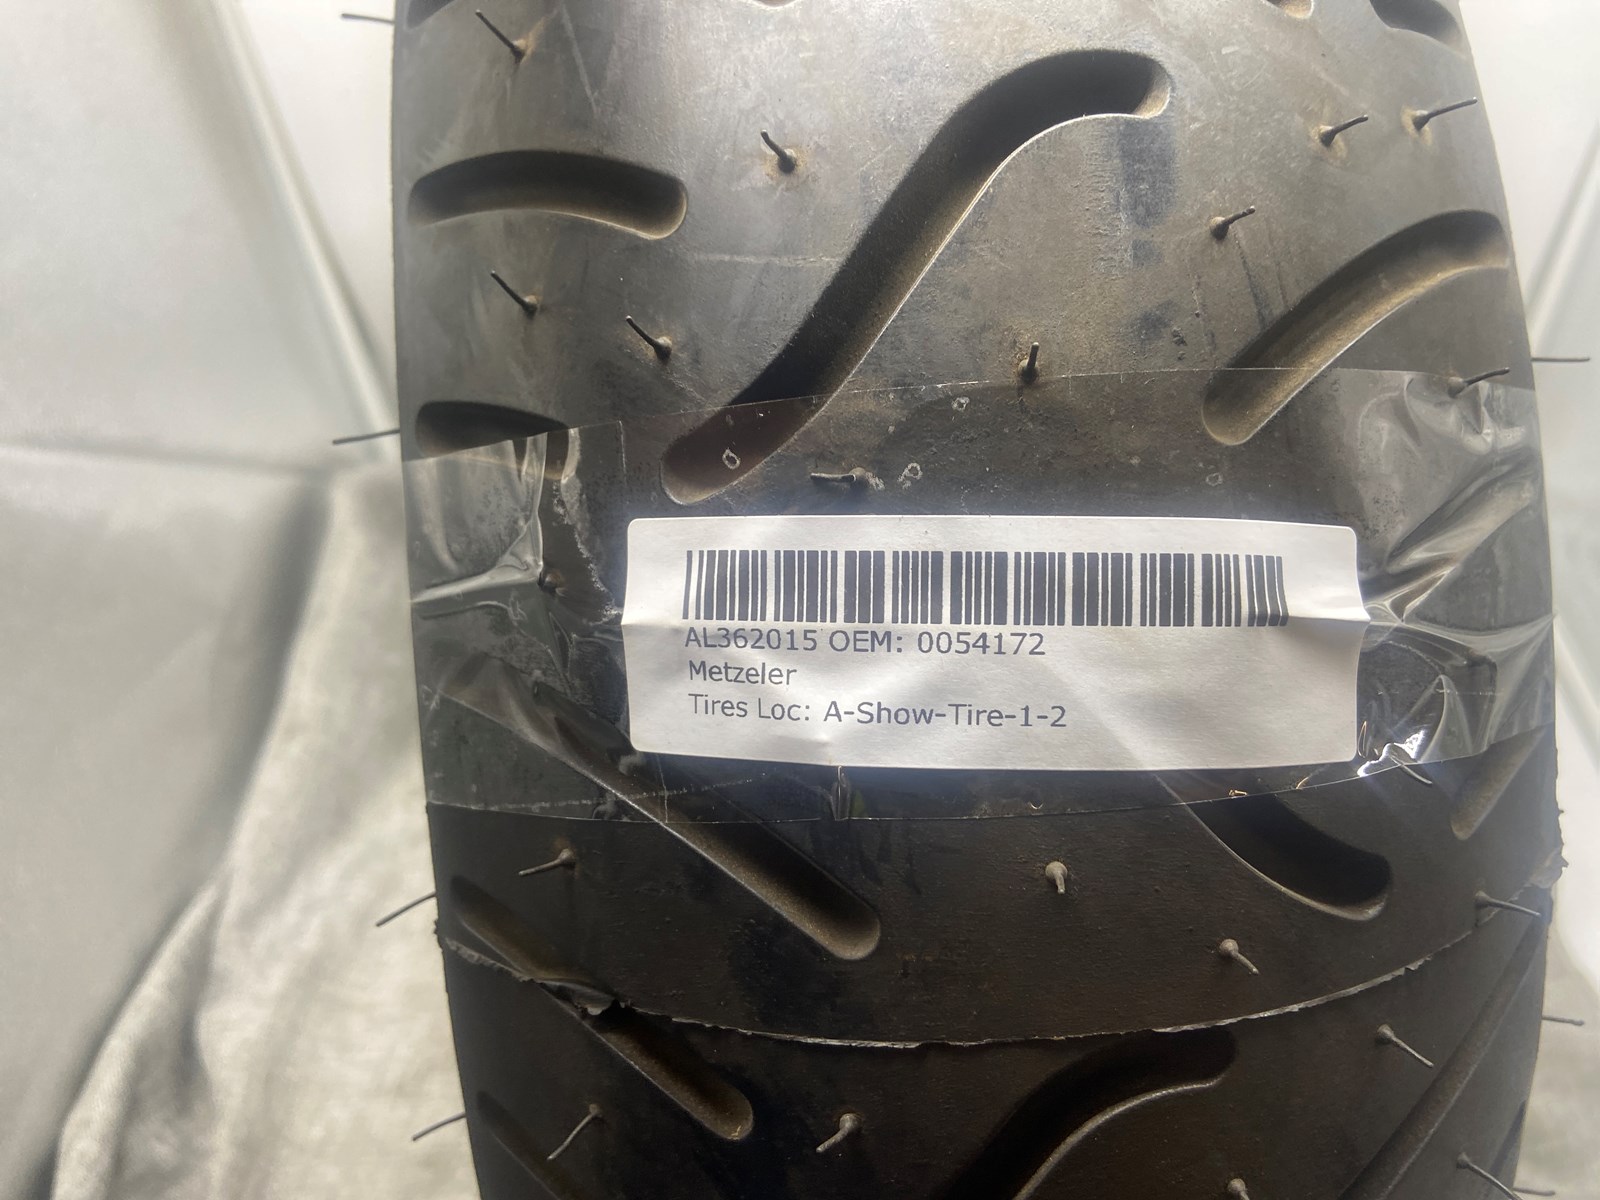 AL362015 OEM: 0054172
Metzeler
Tires Loc: A-Show-Tire-1-2